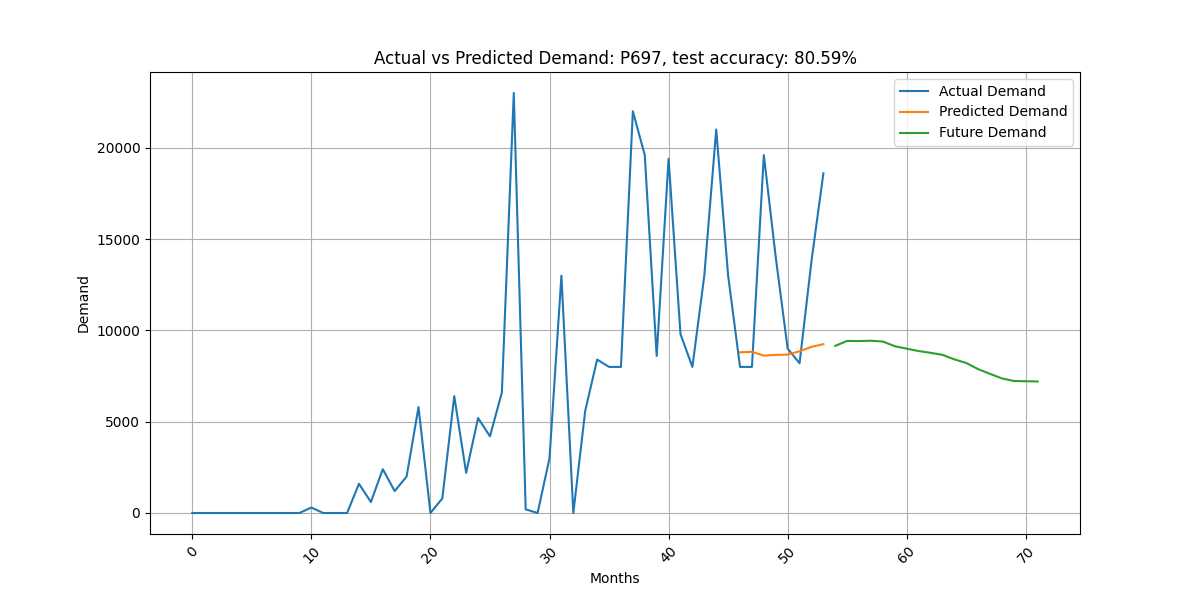 Actual vs Predicted Demand: P697, test accuracy: 80.59%
Actual Demand
Predicted Demand
Future Demand
20000
15000
10000
5000
0
Demand
0
10
20
30
40
50
60
70
Months